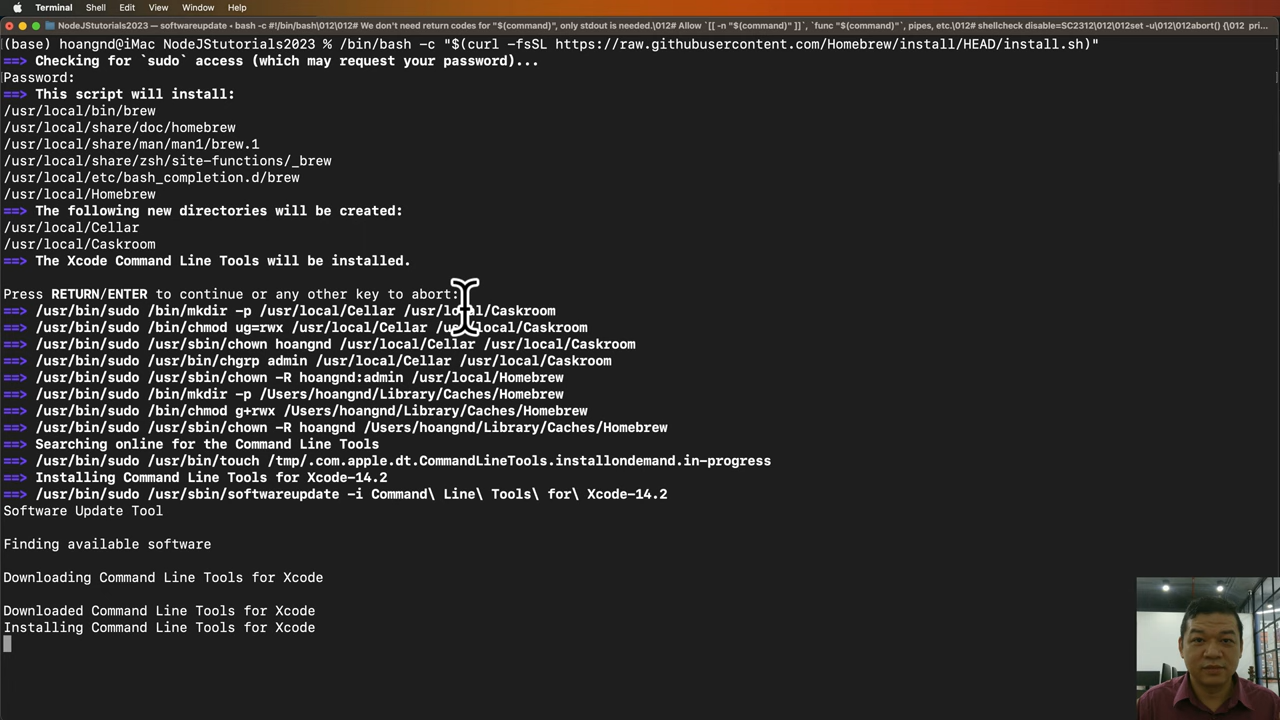 Terminal Shell Edit View Window Help
NodeJStutorials2023 — softwareupdate ◂ bash -c #!/bin/bash\012\012# We don't need return codes for "$(command)", only stdout is needed.\012# Allow `[[ -n "$(command)" ]]`, `func "$(command)"`, pipes, etc.\012# shellcheck disable=SC2312\012\012set -u\012\012abort() {\012 pri...
(base) hoangnd@iMac NodeJStutorials2023 % /bin/bash -c "$(curl -fsSL https://raw.githubusercontent.com/Homebrew/install/HEAD/install.sh)"
==> Checking for `sudo` access (which may request your password)...
Password:
==> This script will install:
/usr/local/bin/brew
/usr/local/share/doc/homebrew
/usr/local/share/man/man1/brew.1
/usr/local/share/zsh/site-functions/_brew
/usr/local/etc/bash_completion.d/brew
/usr/local/Homebrew
==> The following new directories will be created:
/usr/local/Cellar
/usr/local/Caskroom
==> The Xcode Command Line Tools will be installed.
Press RETURN/ENTER to continue or any other key to abort:
==> /usr/bin/sudo /bin/mkdir -p /usr/local/Cellar /usr/local/Caskroom
==> /usr/bin/sudo /bin/chmod ug=rwx /usr/local/Cellar /usr/local/Caskroom
==> /usr/bin/sudo /usr/sbin/chown hoangnd /usr/local/Cellar /usr/local/Caskroom
==> /usr/bin/sudo /usr/bin/chgrp admin /usr/local/Cellar /usr/local/Caskroom
==> /usr/bin/sudo /usr/sbin/chown -R hoangnd:admin /usr/local/Homebrew
==> /usr/bin/sudo /bin/mkdir -p /Users/hoangnd/Library/Caches/Homebrew
==> /usr/bin/sudo /bin/chmod g+rwx /Users/hoangnd/Library/Caches/Homebrew
==> /usr/bin/sudo /usr/sbin/chown -R hoangnd /Users/hoangnd/Library/Caches/Homebrew
==> Searching online for the Command Line Tools
==> /usr/bin/sudo /usr/bin/touch /tmp/.com.apple.dt.CommandLineTools.installondemand.in-progress
==> Installing Command Line Tools for Xcode-14.2
==> /usr/bin/sudo /usr/sbin/softwareupdate -i Command\ Line\ Tools\ for\ Xcode-14.2
Software Update Tool
Finding available software
Downloading Command Line Tools for Xcode
Downloaded Command Line Tools for Xcode
Installing Command Line Tools for Xcode